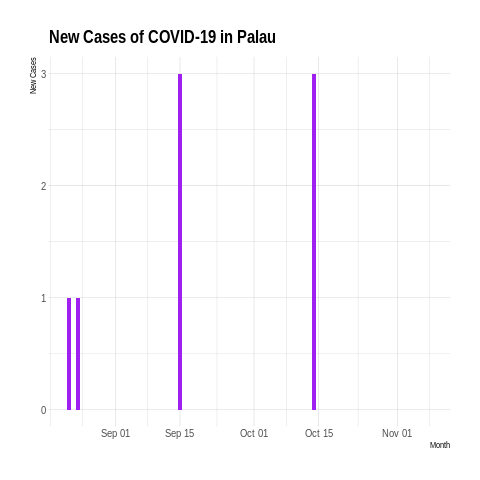 New Cases of COVID-19 in Palau
New Cases
3
2
1
0
Sep 01 Sep 15 Oct 01 Oct 15 Nov 01
Month